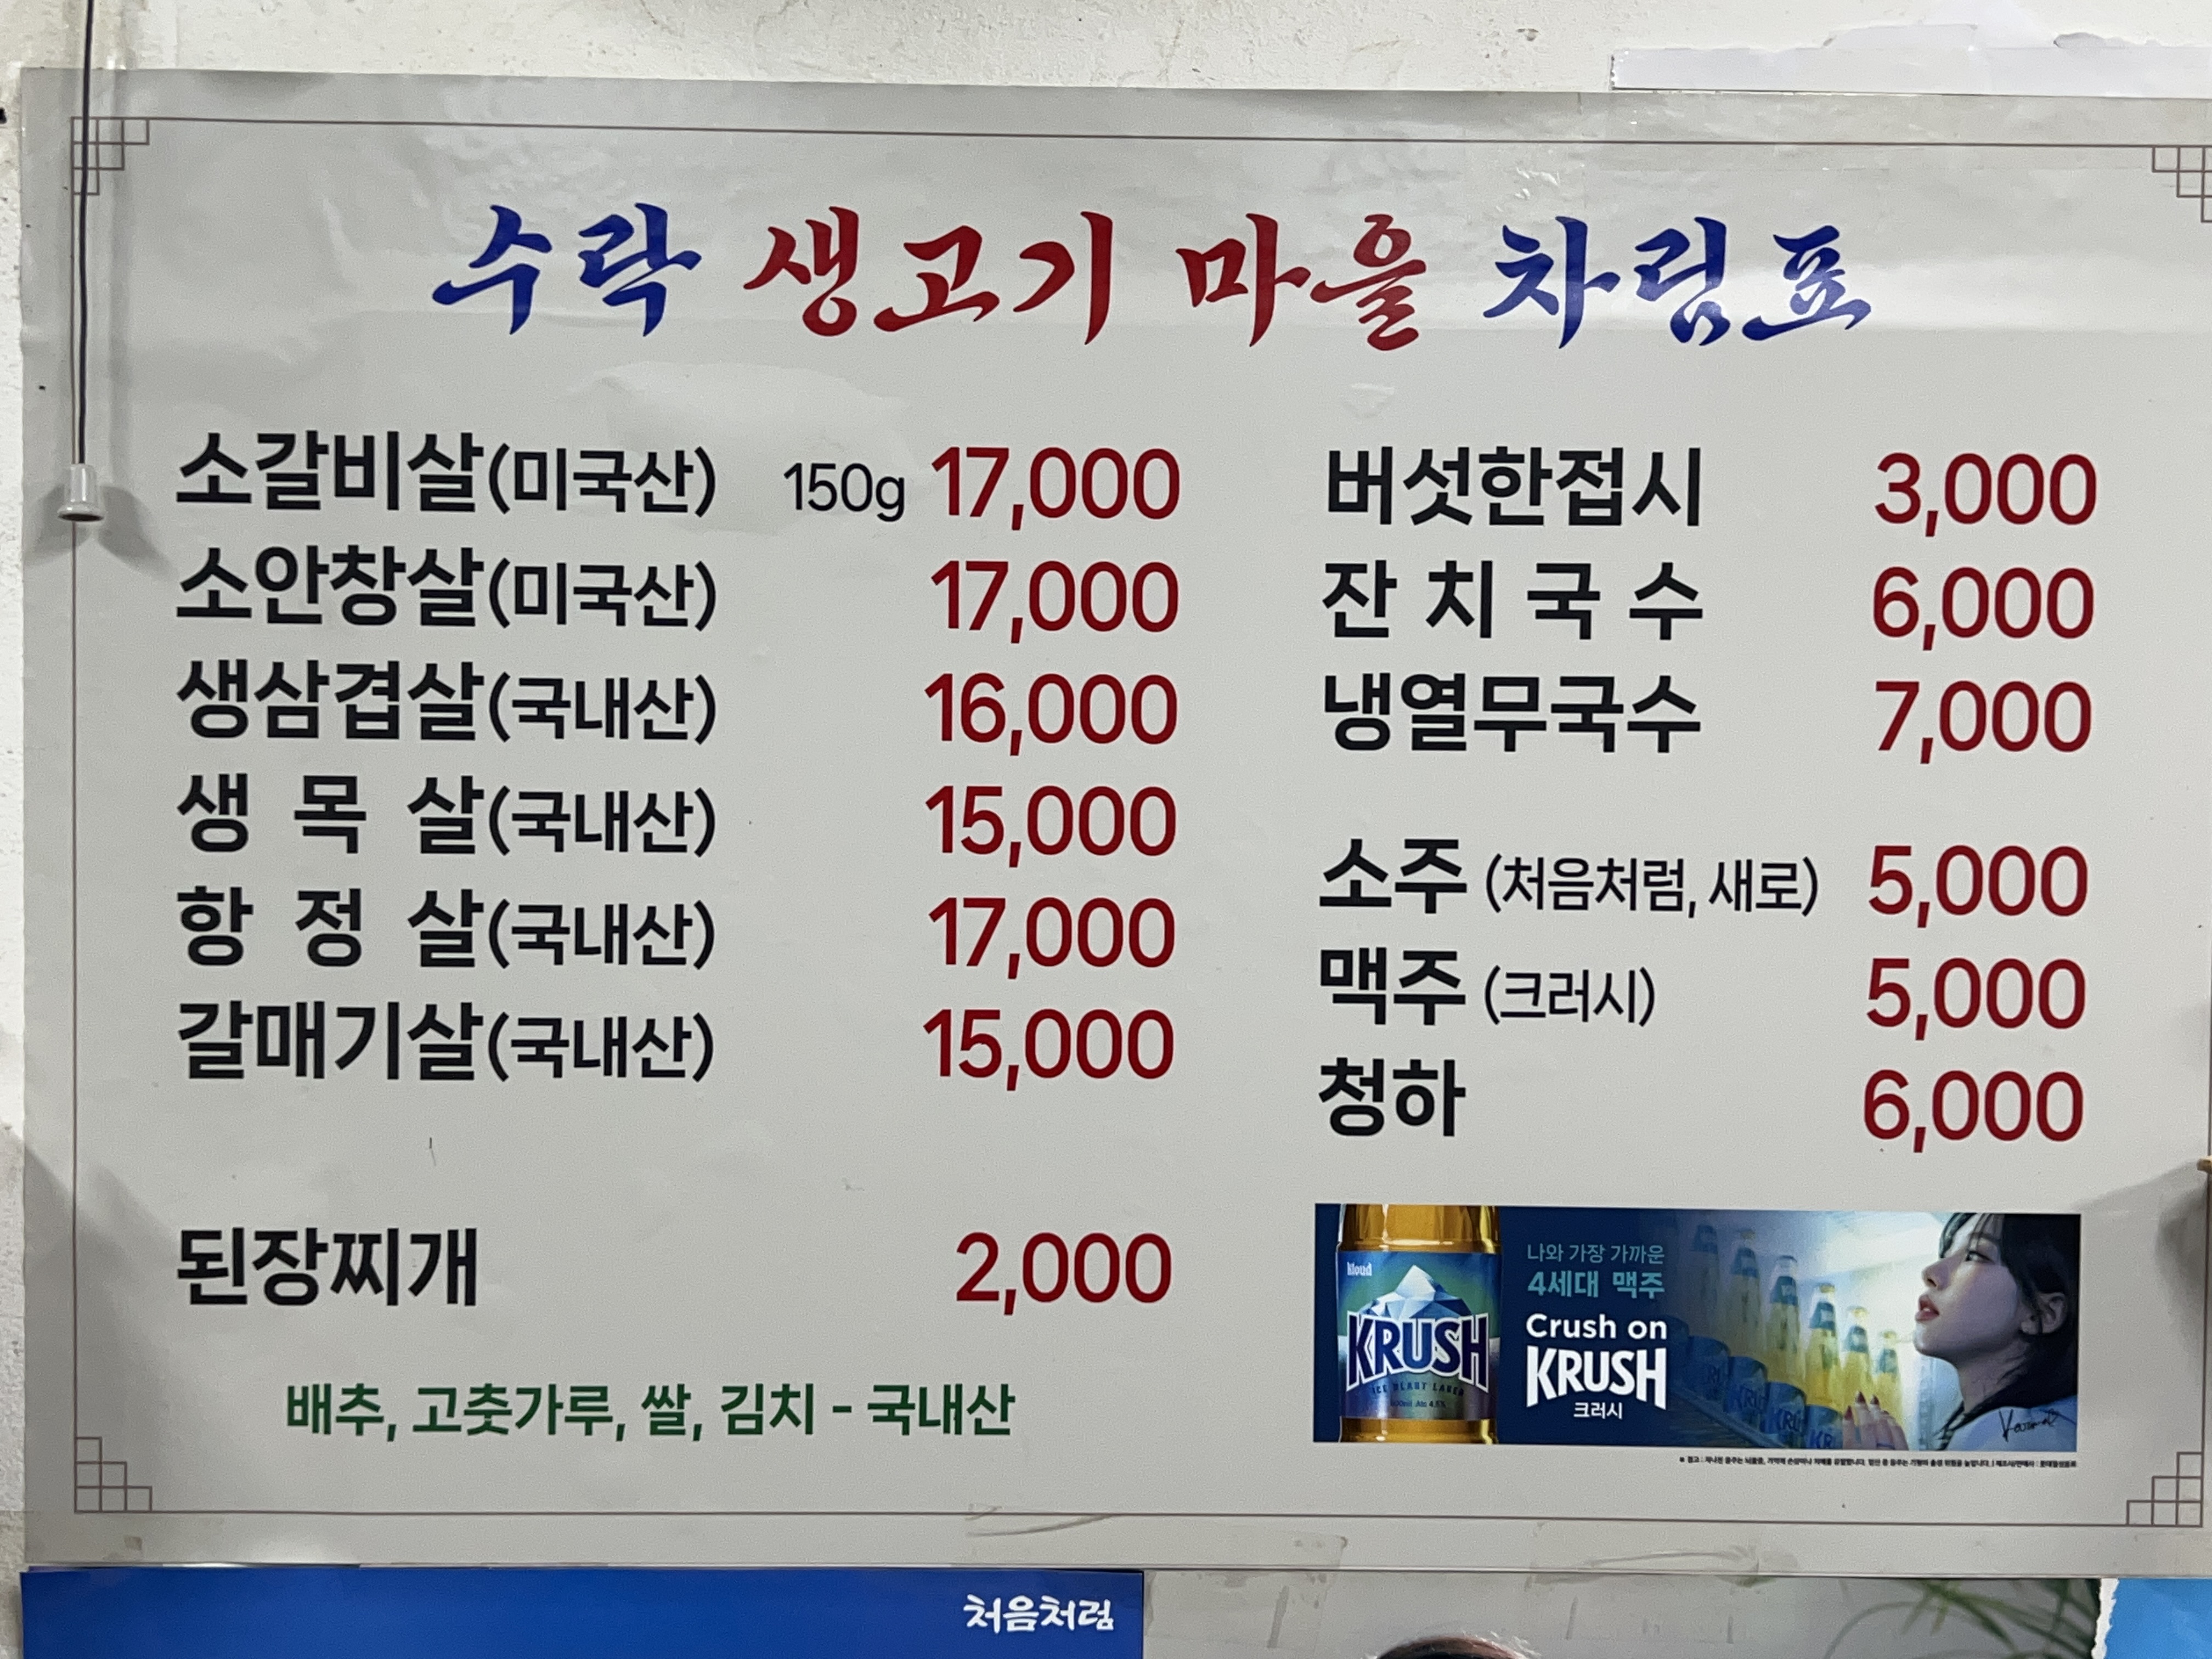 수락 생고기 마을 차림표
소갈비살(미국산) 150g 17,000
소안창살(미국산) 17,000
생삼겹살(국내산) 16,000
생 목 살(국내산) 15,000
항 정 살(국내산) 17,000
갈매기살(국내산) 15,000
된장찌개 2,000
배추, 고춧가루, 쌀, 김치 - 국내산
버섯한접시 3,000
잔 치 국 수 6,000
냉열무국수 7,000
소주 (처음처럼, 새로) 5,000
맥주 (크러시) 5,000
청하 6,000
kloud
KRUSH
ICE BLAST LAGER
나와 가장 가까운
4세대 맥주
Crush on
KRUSH
크러시
처음처럼